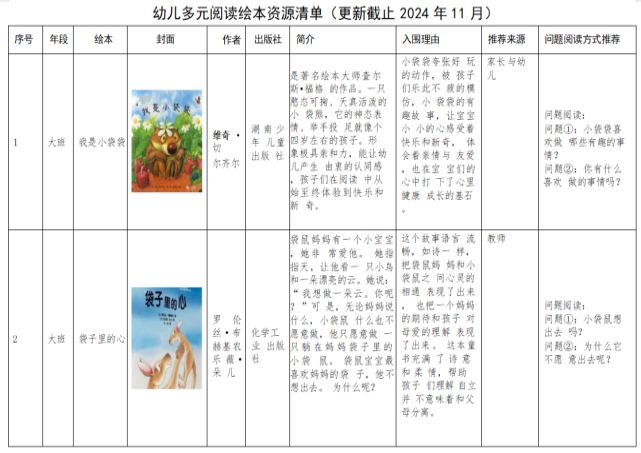 幼儿多元阅读绘本资源清单（更新截止 2024 年 11 月）
序号 年段 绘本 封面 作者 出版社 简介 入围理由 推荐来源 问题阅读方式推荐
1
大班
我是小袋袋
我是小袋袋
维奇 ·
切
尔齐尔
湖 南 少
年 儿童
出版 社
是著名绘本大师查尔
斯•福格 的作品。一只
憨态可掬、天真活泼的
小 袋熊，它的神态表
情、举手投 足就像个
四岁左右的孩子。形
象极具亲和力，能让幼
儿产生 由衷的认同感
，孩子们在阅读 中从
始至终体验到快乐和
新 奇。
小袋袋夸张好 玩
的动作，被 孩子
们乐此不 疲的模
仿，小 袋袋的有
趣故 事，让宝宝
小 小的心感受着
快乐和新奇， 体
会着亲情与 友爱
，也在宝 宝们的
心中打 下了心里
健康 成长的基石
。
家长与幼
儿
问题阅读：
问题①：小袋袋喜
欢做 哪些有趣的事
情？
问题②：你有什么
喜欢 做的事情吗？
2
大班
袋子里的心
袋子里的心
罗 伦
丝•布
赫基农
乐 薇•
朵 儿
化学工
业 出版
社
袋鼠妈妈有一个小宝宝
，她非 常爱他。 她指
指天，让他看一 只小鸟
和一朵漂亮的云。她说：
“ 我想做一朵云。你呢
？”可 是，无论妈妈说
什么，小袋鼠 什么也不
愿意做，他只愿意做 一
只躺在妈妈袋子里的
小袋 鼠。 袋鼠宝宝最
喜欢妈妈的袋 子，他不
想出去。 为什么呢？
这个故事语言 流
畅，如诗一 样，
把袋鼠妈 妈和小
袋鼠之 间心灵的
相通 表现了出来
，也把一个妈妈
的期待和孩子 对
母爱的理解 表现
了出来。 这本童
书充满 了 诗 意
和 柔 情，帮助
孩子 们理解自立
并 不意味着和父
母分离。
教师
问题阅读：
问题①：小袋鼠想
出去 吗？
问题②：为什么它
不愿 意出去呢？